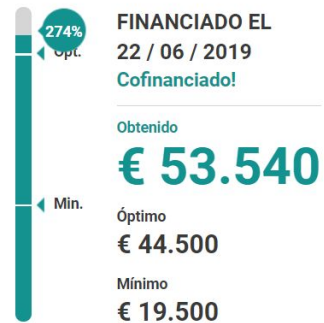 274%
Opt.
Min.
FINANCIADO EL
22 / 06 / 2019
Cofinanciado!
Obtenido
€ 53.540
Óptimo
€ 44.500
Mínimo
€ 19.500